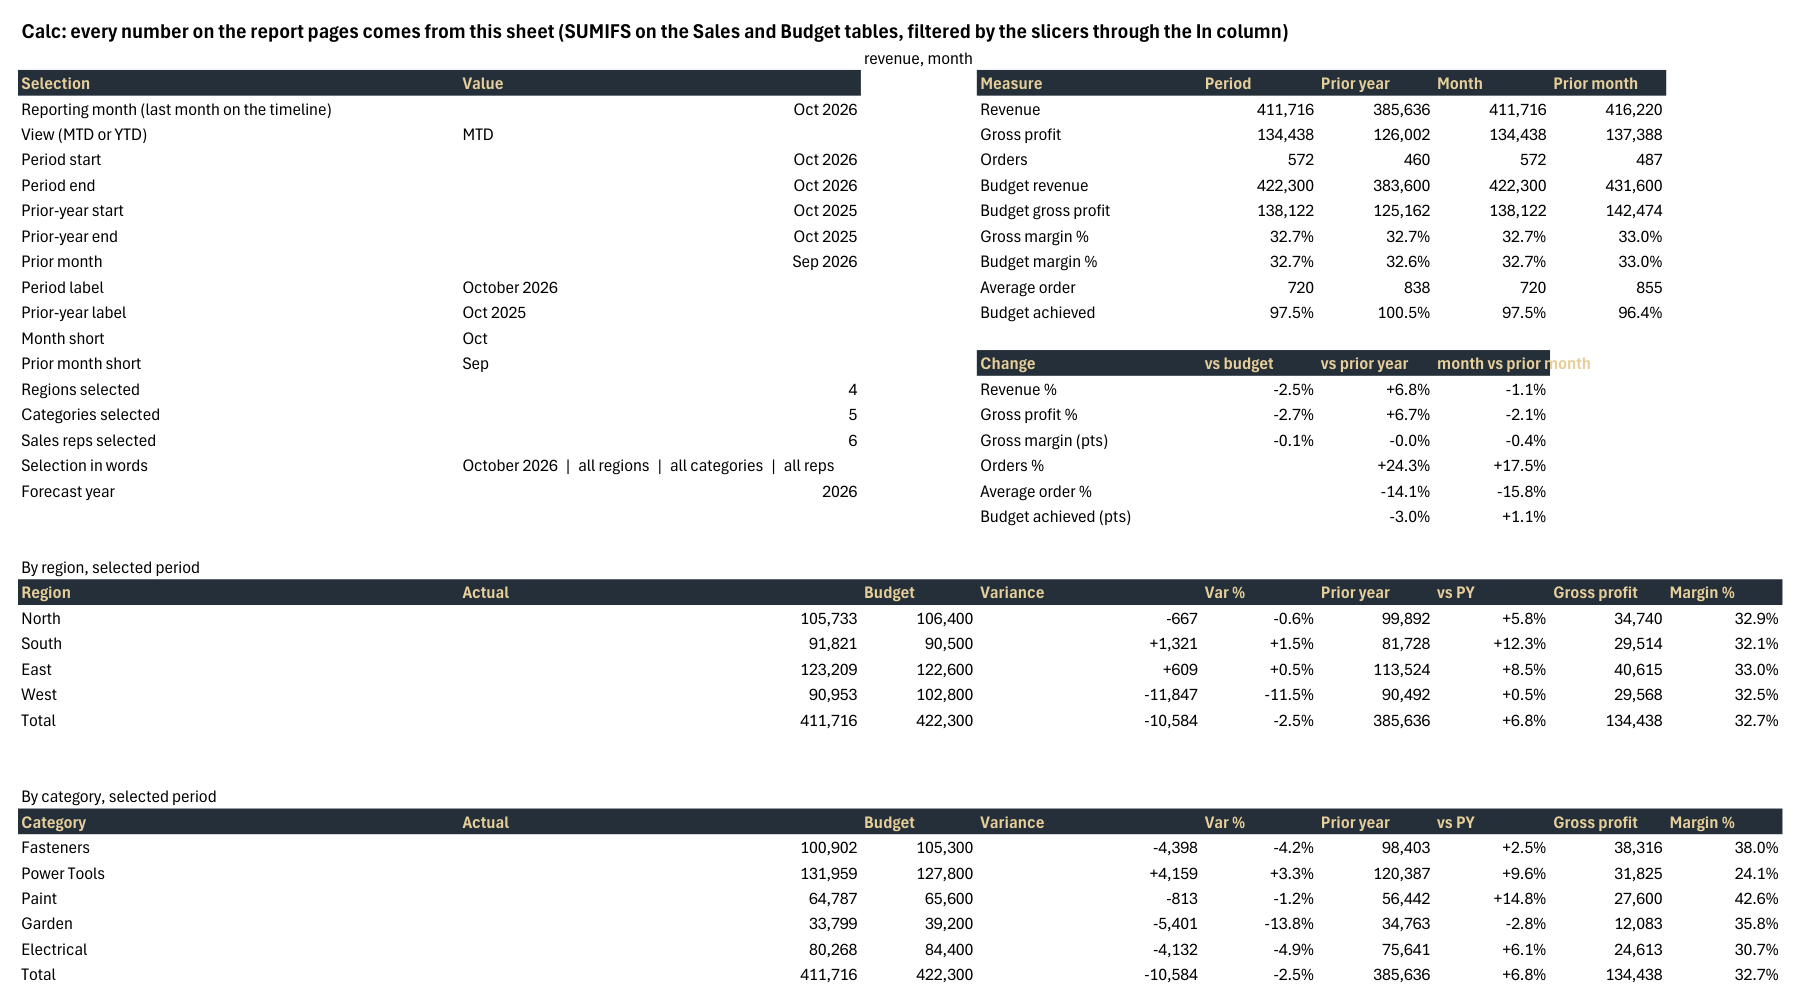 Calc: every number on the report pages comes from this sheet (SUMIFS on the Sales and Budget tables, filtered by the slicers through the In column)
revenue, month
Selection Value Measure Period Prior year Month Prior month
Reporting month (last month on the timeline) Oct 2026 Revenue 411,716 385,636 411,716 416,220
View (MTD or YTD) MTD Gross profit 134,438 126,002 134,438 137,388
Period start Oct 2026 Orders 572 460 572 487
Period end Oct 2026 Budget revenue 422,300 383,600 422,300 431,600
Prior-year start Oct 2025 Budget gross profit 138,122 125,162 138,122 142,474
Prior-year end Oct 2025 Gross margin % 32.7% 32.7% 32.7% 33.0%
Prior month Sep 2026 Budget margin % 32.7% 32.6% 32.7% 33.0%
Period label October 2026 Average order 720 838 720 855
Prior-year label Oct 2025 Budget achieved 97.5% 100.5% 97.5% 96.4%
Month short Oct
Prior month short Sep Change vs budget vs prior year month vs prior month
Regions selected 4 Revenue % -2.5% +6.8% -1.1%
Categories selected 5 Gross profit % -2.7% +6.7% -2.1%
Sales reps selected 6 Gross margin (pts) -0.1% -0.0% -0.4%
Selection in words October 2026 | all regions | all categories | all reps Orders % +24.3% +17.5%
Forecast year 2026 Average order % -14.1% -15.8%
Budget achieved (pts) -3.0% +1.1%
By region, selected period
Region Actual Budget Variance Var % Prior year vs PY Gross profit Margin %
North 105,733 106,400 -667 -0.6% 99,892 +5.8% 34,740 32.9%
South 91,821 90,500 +1,321 +1.5% 81,728 +12.3% 29,514 32.1%
East 123,209 122,600 +609 +0.5% 113,524 +8.5% 40,615 33.0%
West 90,953 102,800 -11,847 -11.5% 90,492 +0.5% 29,568 32.5%
Total 411,716 422,300 -10,584 -2.5% 385,636 +6.8% 134,438 32.7%
By category, selected period
Category Actual Budget Variance Var % Prior year vs PY Gross profit Margin %
Fasteners 100,902 105,300 -4,398 -4.2% 98,403 +2.5% 38,316 38.0%
Power Tools 131,959 127,800 +4,159 +3.3% 120,387 +9.6% 31,825 24.1%
Paint 64,787 65,600 -813 -1.2% 56,442 +14.8% 27,600 42.6%
Garden 33,799 39,200 -5,401 -13.8% 34,763 -2.8% 12,083 35.8%
Electrical 80,268 84,400 -4,132 -4.9% 75,641 +6.1% 24,613 30.7%
Total 411,716 422,300 -10,584 -2.5% 385,636 +6.8% 134,438 32.7%